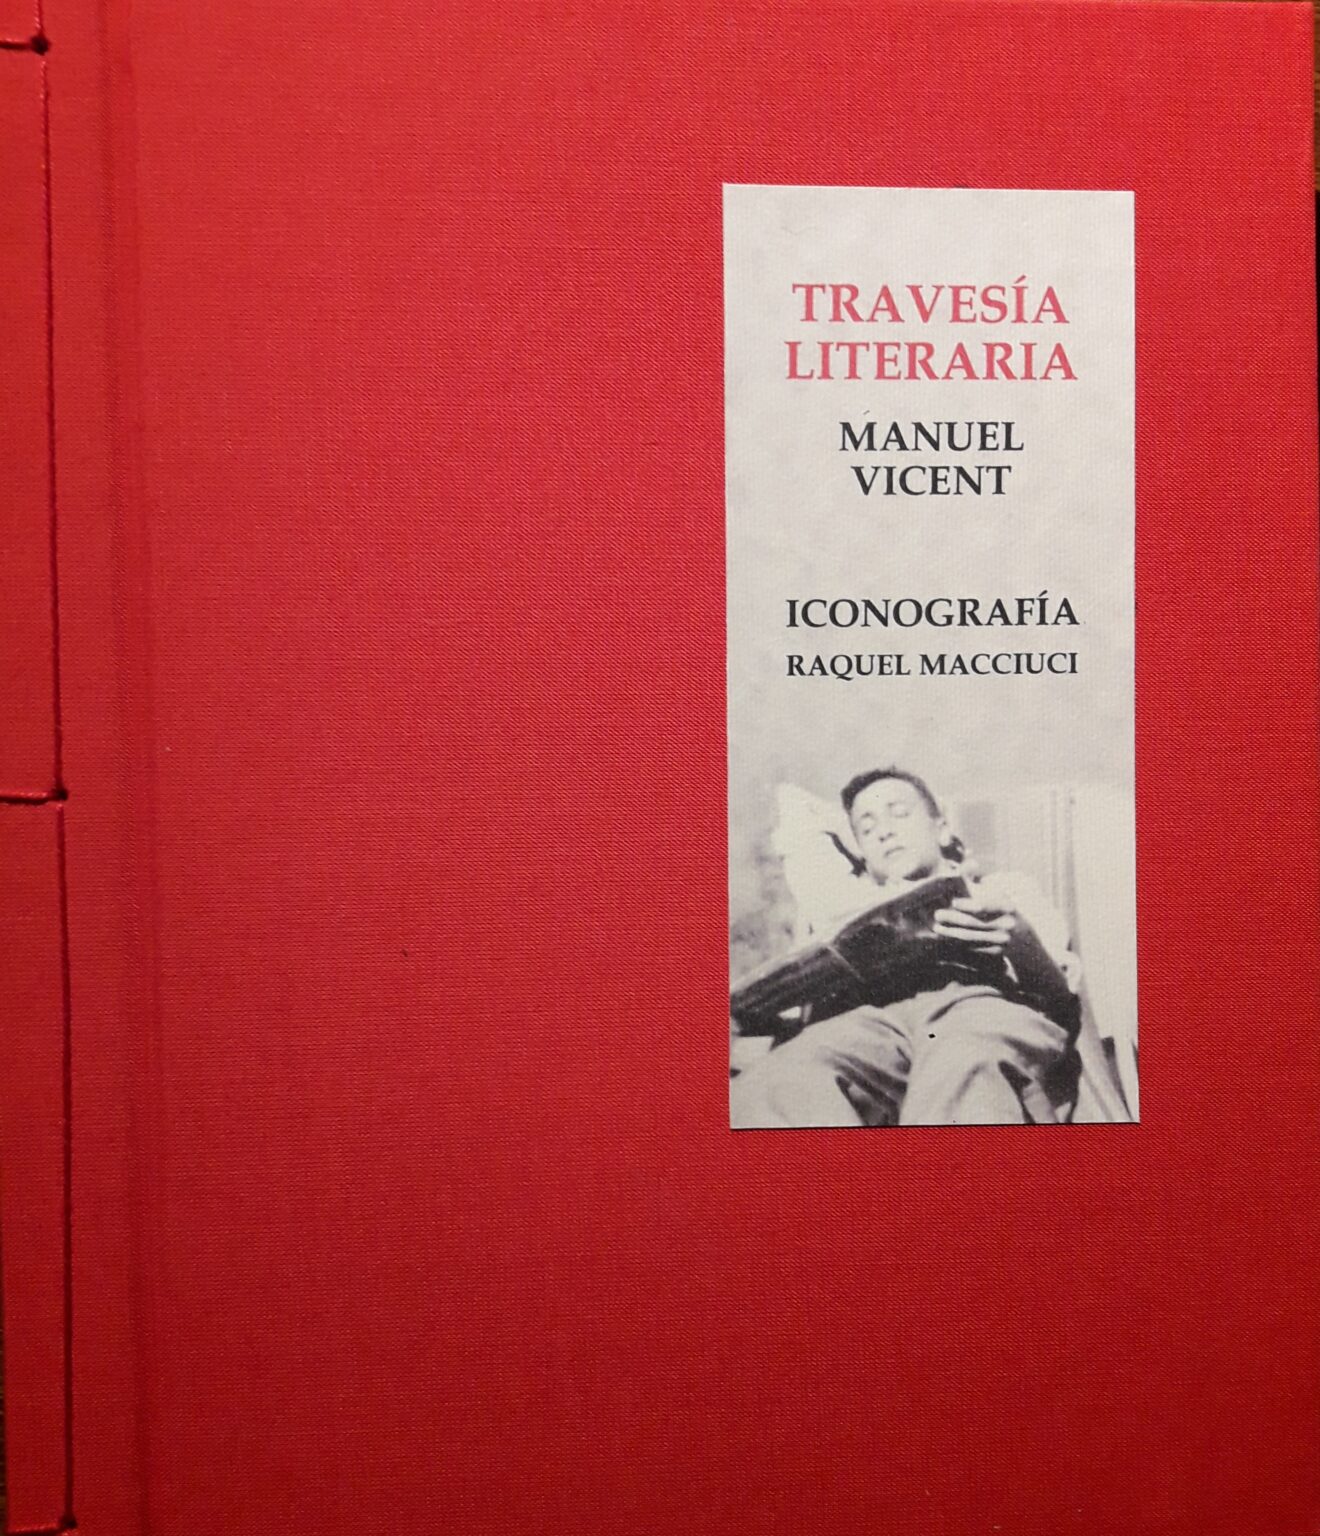 TRAVESÍA
LITERARIA
MANUEL
VICENT
ICONOGRAFÍA
RAQUEL MACCIUCI